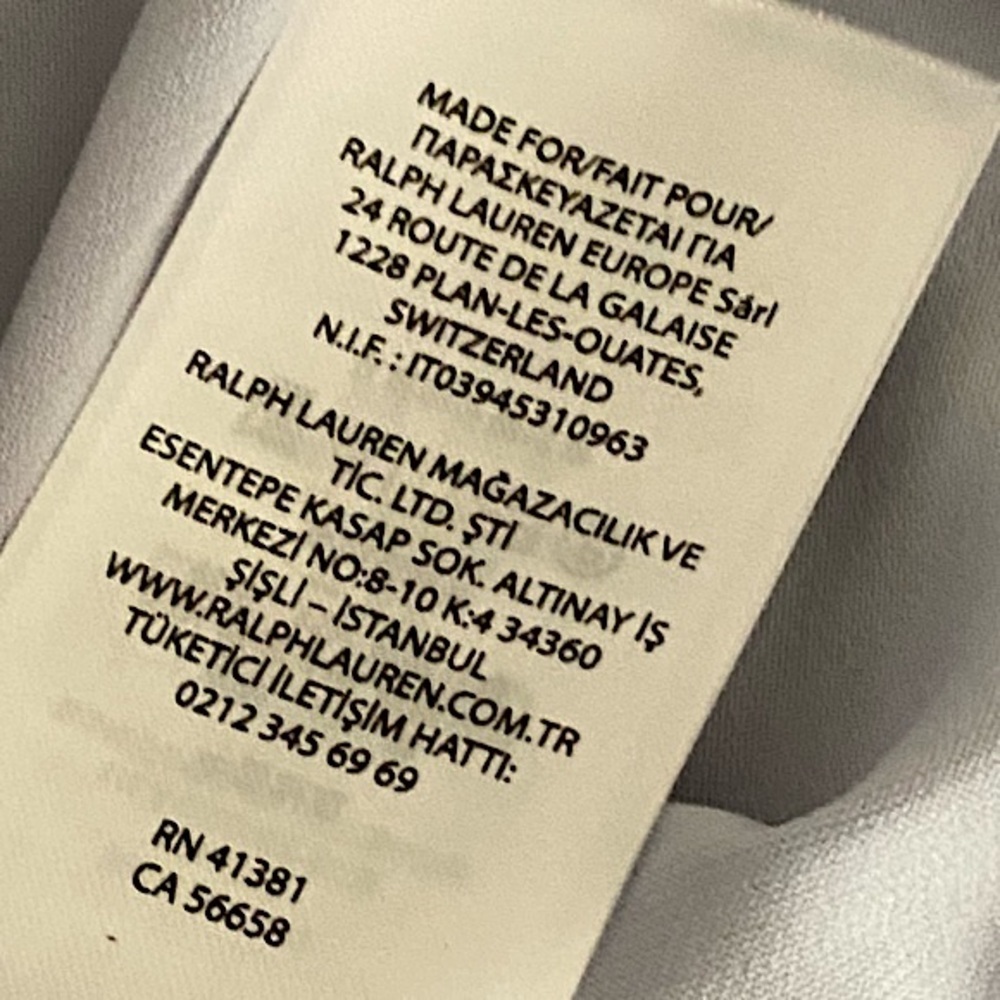 MADE FOR/FAIT POUR/
ΠΑΡΑΣΚΕΥΑΖΕΤΑΙ ΓΙΑ
RALPH LAUREN EUROPE Sárl
24 ROUTE DE LA GALAISE
1228 PLAN-LES-OUATES,
SWITZERLAND
N.I.F. : IT03945310963
RALPH LAUREN MAĞAZACILIK VE
TİC. LTD. ŞTİ
ESENTEPE KASAP SOK. ALTINAY İŞ
MERKEZİ NO:8-10 K:4 34360
ŞİŞLİ – İSTANBUL
WWW.RALPHLAUREN.COM.TR
TÜKETİCİ İLETİŞİM HATTI:
0212 345 69 69
RN 41381
CA 56658